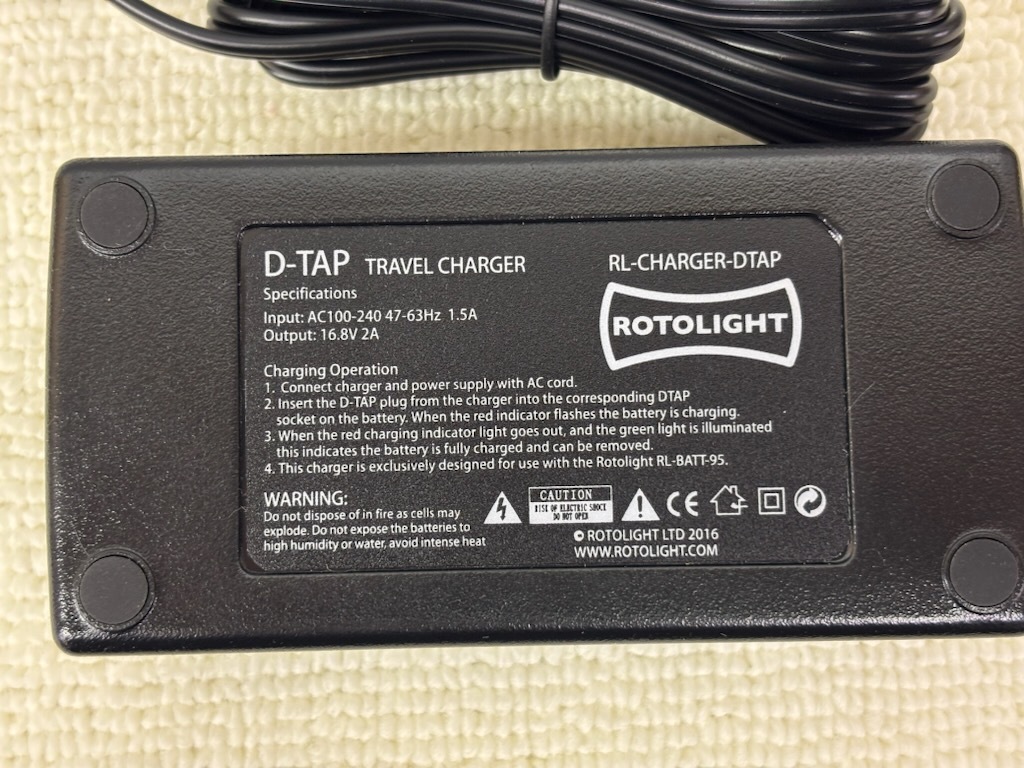 D-TAP TRAVEL CHARGER
RL-CHARGER-DTAP
Specifications
Input: AC100-240 47-63Hz 1.5A
Output: 16.8V 2A
ROTOLIGHT
Charging Operation
1. Connect charger and power supply with AC cord.
2. Insert the D-TAP plug from the charger into the corresponding DTAP
socket on the battery. When the red indicator flashes the battery is charging.
3. When the red charging indicator light goes out, and the green light is illuminated
this indicates the battery is fully charged and can be removed.
4. This charger is exclusively designed for use with the Rotolight RL-BATT-95.
WARNING:
Do not dispose of in fire as cells may
explode. Do not expose the batteries to
high humidity or water, avoid intense heat
CAUTION
RISK OF ELECTRIC SHOCK
DO NOT OPEN
CE
© ROTOLIGHT LTD 2016
WWW.ROTOLIGHT.COM